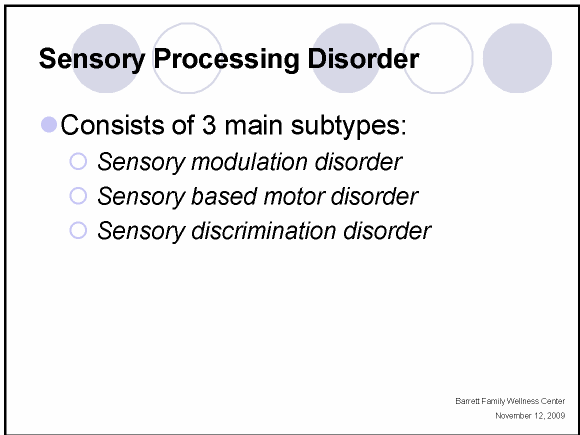 Sensory Processing Disorder
Consists of 3 main subtypes:
Sensory modulation disorder
Sensory based motor disorder
Sensory discrimination disorder
Barrett Family Wellness Center
November 12, 2009